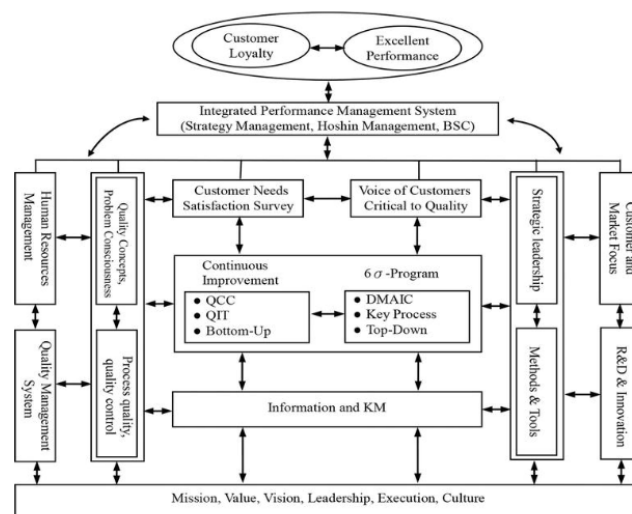 Customer
Loyalty
Excellent
Performance
Integrated Performance Management System
(Strategy Management, Hoshin Management, BSC)
Human Resources
Management
Quality Concepts,
Problem Consciousness
Customer Needs
Satisfaction Survey
Voice of Customers
Critical to Quality
Strategic leadership
Customer and
Market Focus
Continuous
Improvement
6σ-Program
● QCC
● QIT
● Bottom-Up
● DMAIC
● Key Process
● Top-Down
Quality Management
System
Process quality,
quality control
Information and KM
Methods & Tools
R&D & Innovation
Mission, Value, Vision, Leadership, Execution, Culture